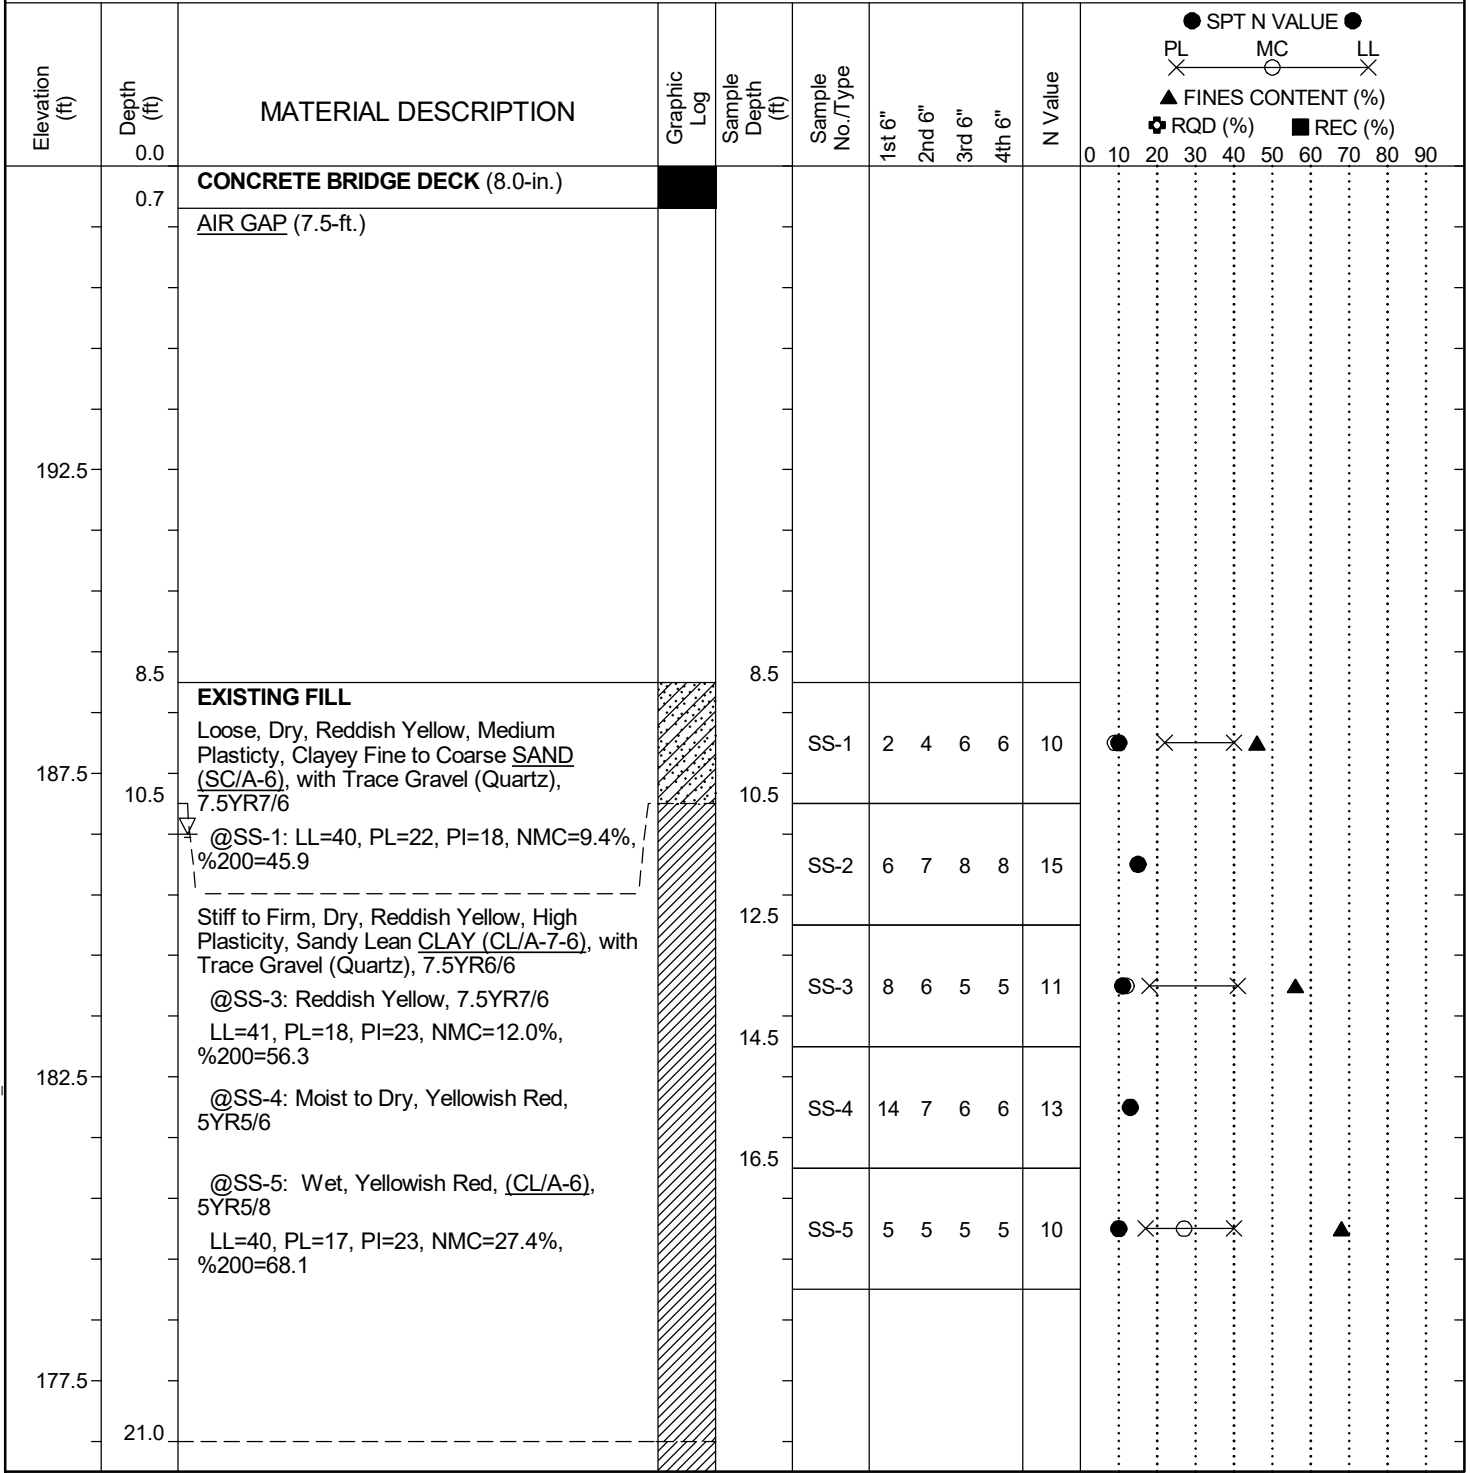 ● SPT N VALUE ●
PL MC LL
▲ FINES CONTENT (%)
RQD (%) ■ REC (%)
0 10 20 30 40 50 60 70 80 90
Elevation
(ft)
Depth
(ft)
0.0
MATERIAL DESCRIPTION
Graphic
Log
Sample
Depth
(ft)
Sample
No./Type
1st 6"
2nd 6"
3rd 6"
4th 6"
N Value
0.7
CONCRETE BRIDGE DECK (8.0-in.)
AIR GAP (7.5-ft.)
192.5
8.5 8.5
EXISTING FILL
Loose, Dry, Reddish Yellow, Medium
Plasticty, Clayey Fine to Coarse SAND
(SC/A-6), with Trace Gravel (Quartz),
7.5YR7/6
SS-1 2 4 6 6 10
187.5
10.5 10.5
@SS-1: LL=40, PL=22, PI=18, NMC=9.4%,
%200=45.9
SS-2 6 7 8 8 15
12.5
Stiff to Firm, Dry, Reddish Yellow, High
Plasticity, Sandy Lean CLAY (CL/A-7-6), with
Trace Gravel (Quartz), 7.5YR6/6
@SS-3: Reddish Yellow, 7.5YR7/6
SS-3 8 6 5 5 11
LL=41, PL=18, PI=23, NMC=12.0%,
%200=56.3
14.5
182.5
@SS-4: Moist to Dry, Yellowish Red,
5YR5/6
SS-4 14 7 6 6 13
16.5
@SS-5: Wet, Yellowish Red, (CL/A-6),
5YR5/8
SS-5 5 5 5 5 10
LL=40, PL=17, PI=23, NMC=27.4%,
%200=68.1
177.5
21.0